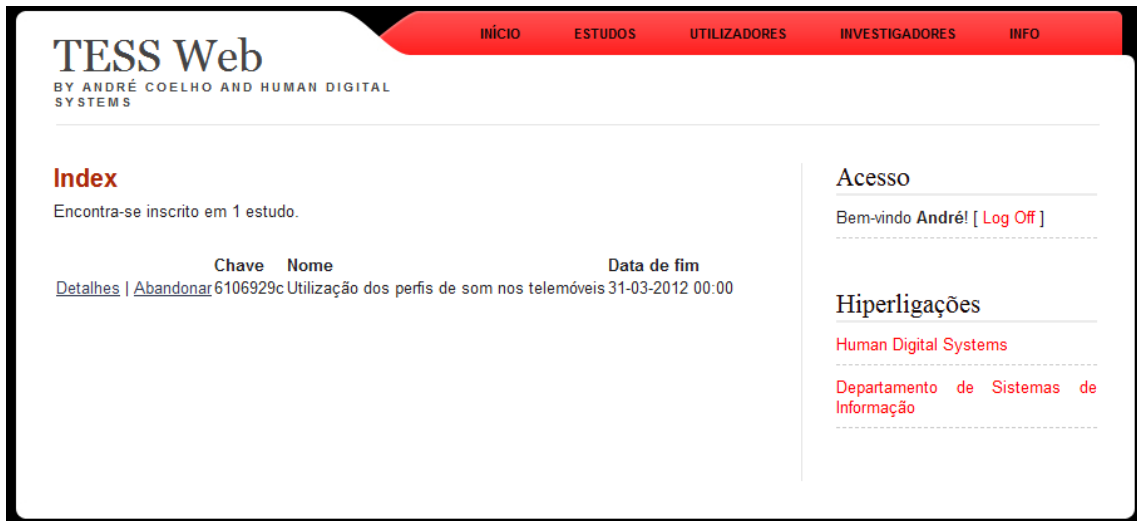 INÍCIO ESTUDOS UTILIZADORES INVESTIGADORES INFO
TESS Web
BY ANDRÉ COELHO AND HUMAN DIGITAL
SYSTEMS
Index
Encontra-se inscrito em 1 estudo.
Chave Nome Data de fim
Detalhes | Abandonar 6106929c Utilização dos perfis de som nos telemóveis 31-03-2012 00:00
Acesso
Bem-vindo André! [ Log Off ]
Hiperligações
Human Digital Systems
Departamento de Sistemas de
Informação